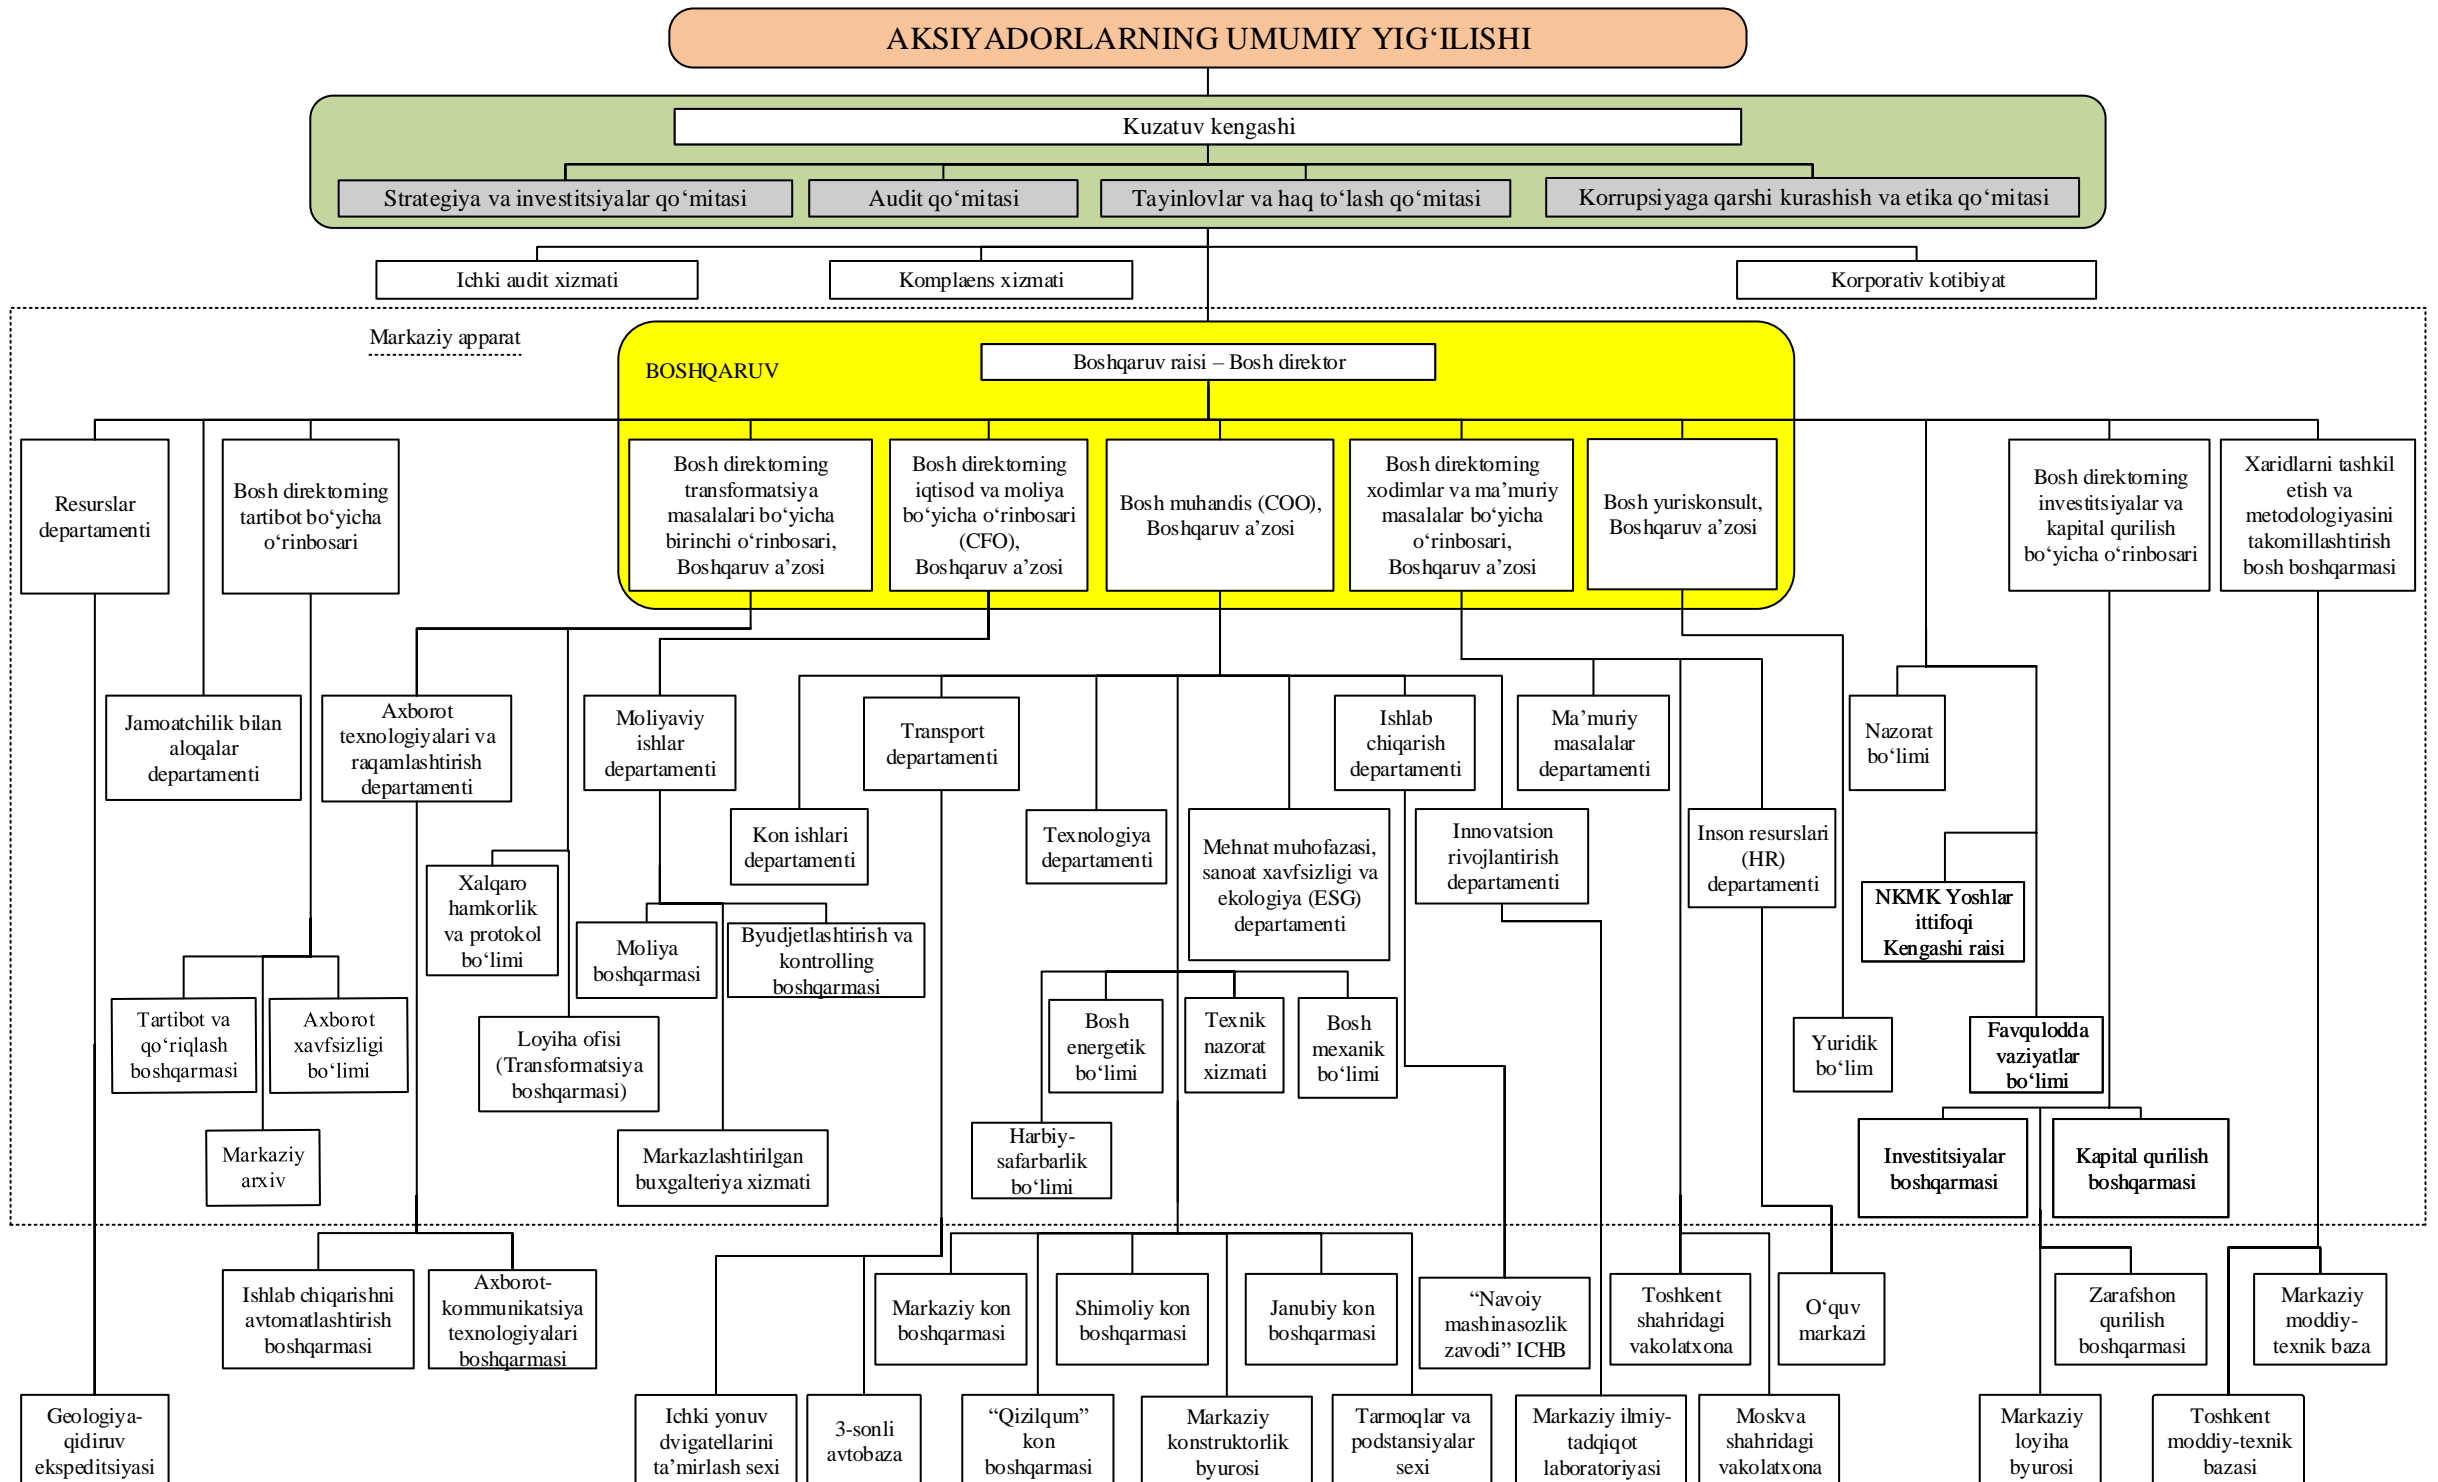 AKSIYADORLARNING UMUMIY YIG‘ILISHI
Kuzatuv kengashi
Strategiya va investitsiyalar qo‘mitasi
Audit qo‘mitasi
Tayinlovlar va haq to‘lash qo‘mitasi
Korrupsiyaga qarshi kurashish va etika qo‘mitasi
Ichki audit xizmati
Komplaens xizmati
Korporativ kotibiyat
Markaziy apparat
BOSHQARUV
Boshqaruv raisi – Bosh direktor
Resurslar
departamenti
Bosh direktorning
tartibot bo‘yicha
o‘rinbosari
Bosh direktorning
transformatsiya
masalalari bo‘yicha
birinchi o‘rinbosari,
Boshqaruv a’zosi
Bosh direktorning
iqtisod va moliya
bo‘yicha o‘rinbosari
(CFO),
Boshqaruv a’zosi
Bosh muhandis (COO),
Boshqaruv a’zosi
Bosh direktorning
xodimlar va ma’muriy
masalalar bo‘yicha
o‘rinbosari,
Boshqaruv a’zosi
Bosh yuriskonsult,
Boshqaruv a’zosi
Bosh direktorning
investitsiyalar va
kapital qurilish
bo‘yicha o‘rinbosari
Xaridlarni tashkil
etish va
metodologiyasini
takomillashtirish
bosh boshqarmasi
Jamoatchilik bilan
aloqalar
departamenti
Axborot
texnologiyalari va
raqamlashtirish
departamenti
Moliyaviy
ishlar
departamenti
Transport
departamenti
Ishlab
chiqarish
departamenti
Ma’muriy
masalalar
departamenti
Nazorat
bo‘limi
Kon ishlari
departamenti
Texnologiya
departamenti
Mehnat muhofazasi,
sanoat xavfsizligi va
ekologiya (ESG)
departamenti
Innovatsion
rivojlantirish
departamenti
Inson resurslari
(HR)
departamenti
Xalqaro
hamkorlik
va protokol
bo‘limi
Moliya
boshqarmasi
Byudjetlashtirish va
kontrolling
boshqarmasi
NKMK Yoshlar
ittifoqi
Kengashi raisi
Tartibot va
qo‘riqlash
boshqarmasi
Axborot
xavfsizligi
bo‘limi
Loyiha ofisi
(Transformatsiya
boshqarmasi)
Bosh
energetik
bo‘limi
Texnik
nazorat
xizmati
Bosh
mexanik
bo‘limi
Yuridik
bo‘lim
Favqulodda
vaziyatlar
bo‘limi
Markaziy
arxiv
Markazlashtirilgan
buxgalteriya xizmati
Harbiy-
safarbarlik
bo‘limi
Investitsiyalar
boshqarmasi
Kapital qurilish
boshqarmasi
Ishlab chiqarishni
avtomatlashtirish
boshqarmasi
Axborot-
kommunikatsiya
texnologiyalari
boshqarmasi
Markaziy kon
boshqarmasi
Shimoliy kon
boshqarmasi
Janubiy kon
boshqarmasi
“Navoiy
mashinasozlik
zavodi” ICHB
Toshkent
shahridagi
vakolatxona
O‘quv
markazi
Zarafshon
qurilish
boshqarmasi
Markaziy
moddiy-
texnik baza
Geologiya-
qidiruv
ekspeditsiyasi
Ichki yonuv
dvigatellarini
ta’mirlash sexi
3-sonli
avtobaza
“Qizilqum”
kon
boshqarmasi
Markaziy
konstruktorlik
byurosi
Tarmoqlar va
podstansiyalar
sexi
Markaziy ilmiy-
tadqiqot
laboratoriyasi
Moskva
shahridagi
vakolatxona
Markaziy
loyiha
byurosi
Toshkent
moddiy-texnik
bazasi